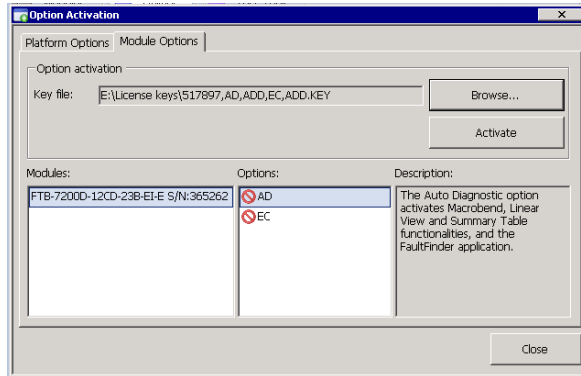 Option Activation
Platform Options
Module Options
Option activation
Key file:
E:\License keys\517897,AD,ADD,EC,ADD.KEY
Browse...
Activate
Modules:
Options:
Description:
FTB-7200D-12CD-23B-EI-E S/N:365262
AD
EC
The Auto Diagnostic option
activates Macrobend, Linear
View and Summary Table
functionalities, and the
FaultFinder application.
Close